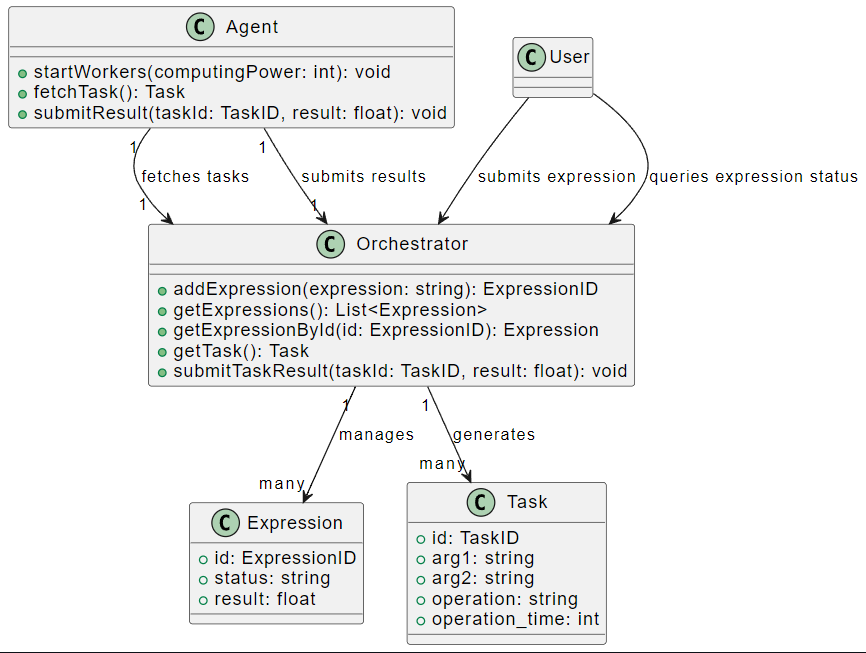 C Agent
startWorkers(computingPower: int): void
fetchTask(): Task
submitResult(taskId: TaskID, result: float): void
C User
1
1
fetches tasks
submits results
submits expression
queries expression status
1
1
C Orchestrator
addExpression(expression: string): ExpressionID
getExpressions(): List<Expression>
getExpressionById(id: ExpressionID): Expression
getTask(): Task
submitTaskResult(taskId: TaskID, result: float): void
1
1
manages
generates
many
many
C Expression
id: ExpressionID
status: string
result: float
C Task
id: TaskID
arg1: string
arg2: string
operation: string
operation_time: int